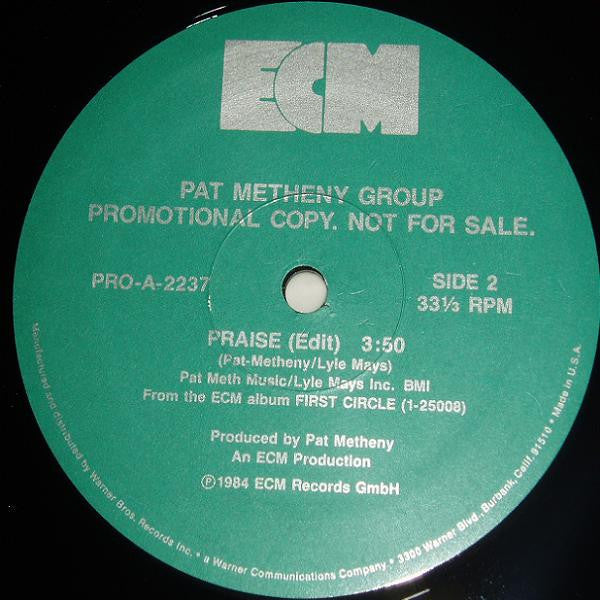 ECM
PAT METHENY GROUP
PROMOTIONAL COPY. NOT FOR SALE.
PRO-A-2237
SIDE 2
33⅓ RPM
PRAISE (Edit) 3:50
(Pat-Metheny/Lyle Mays)
Pat Meth Music/Lyle Mays Inc. BMI
From the ECM album FIRST CIRCLE (1-25008)
Produced by Pat Metheny
An ECM Production
Ⓟ1984 ECM Records GmbH
Manufactured and distributed by Warner Bros. Records Inc. • a Warner Communications Company • 3300 Warner Blvd., Burbank, Calif. 91510 • Made in U.S.A.